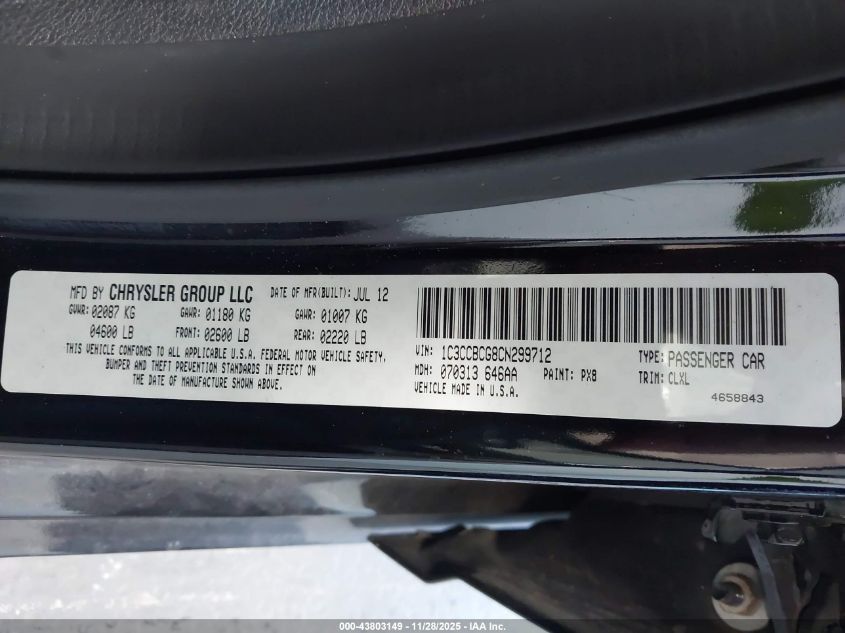 MFD BY CHRYSLER GROUP LLC DATE OF MFR(BUILT): JUL 12
GVWR: 02087 KG GAWR: 01180 KG GAWR: 01007 KG
04600 LB FRONT: 02600 LB REAR: 02220 LB
THIS VEHICLE CONFORMS TO ALL APPLICABLE U.S.A. FEDERAL MOTOR VEHICLE SAFETY,
BUMPER AND THEFT PREVENTION STANDARDS IN EFFECT ON
THE DATE OF MANUFACTURE SHOWN ABOVE.
VIN: 1C3CCBCG8CN299712 TYPE: PASSENGER CAR
MDH: 070313 646AA PAINT: PX8 TRIM: CLXL
VEHICLE MADE IN U.S.A.
4658843
000-43803149 - 11/28/2025 - IAA Inc.